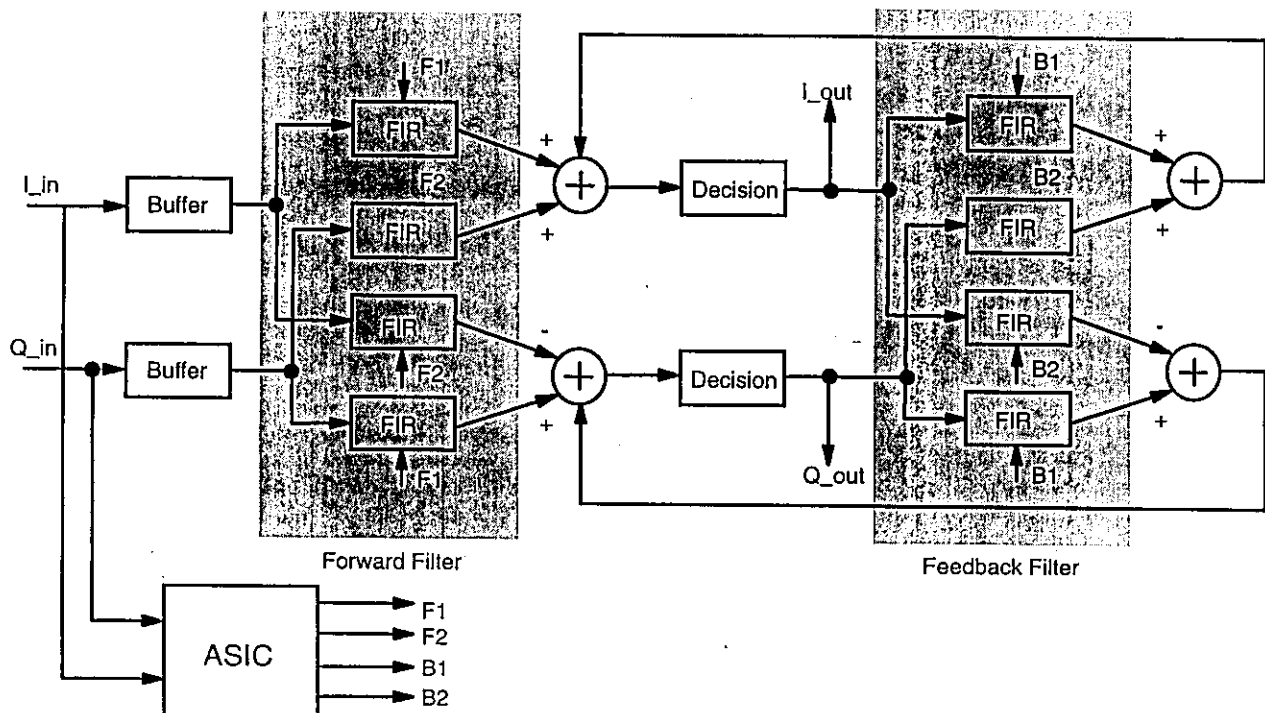 F1
B1
I_out
FIR
FIR
+
+
I_in
Buffer
F2
+
Decision
B2
+
FIR
FIR
+
+
FIR
FIR
-
-
Q_in
Buffer
F2
+
Decision
B2
+
FIR
FIR
+
+
F1
Q_out
B1
Forward Filter
Feedback Filter
ASIC
F1
F2
B1
B2